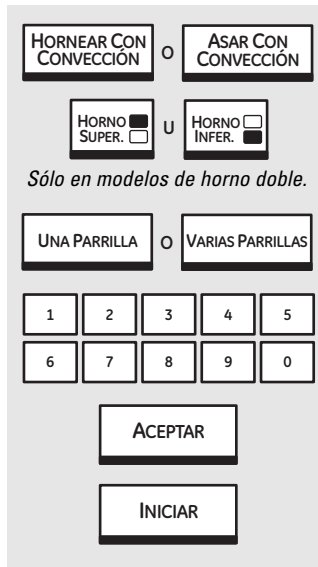 HORNEAR CON CONVECCIÓN O ASAR CON CONVECCIÓN
HORNO SUPER. U HORNO INFER.
Sólo en modelos de horno doble.
UNA PARRILLA O VARIAS PARRILLAS
1 2 3 4 5
6 7 8 9 0
ACEPTAR
INICIAR